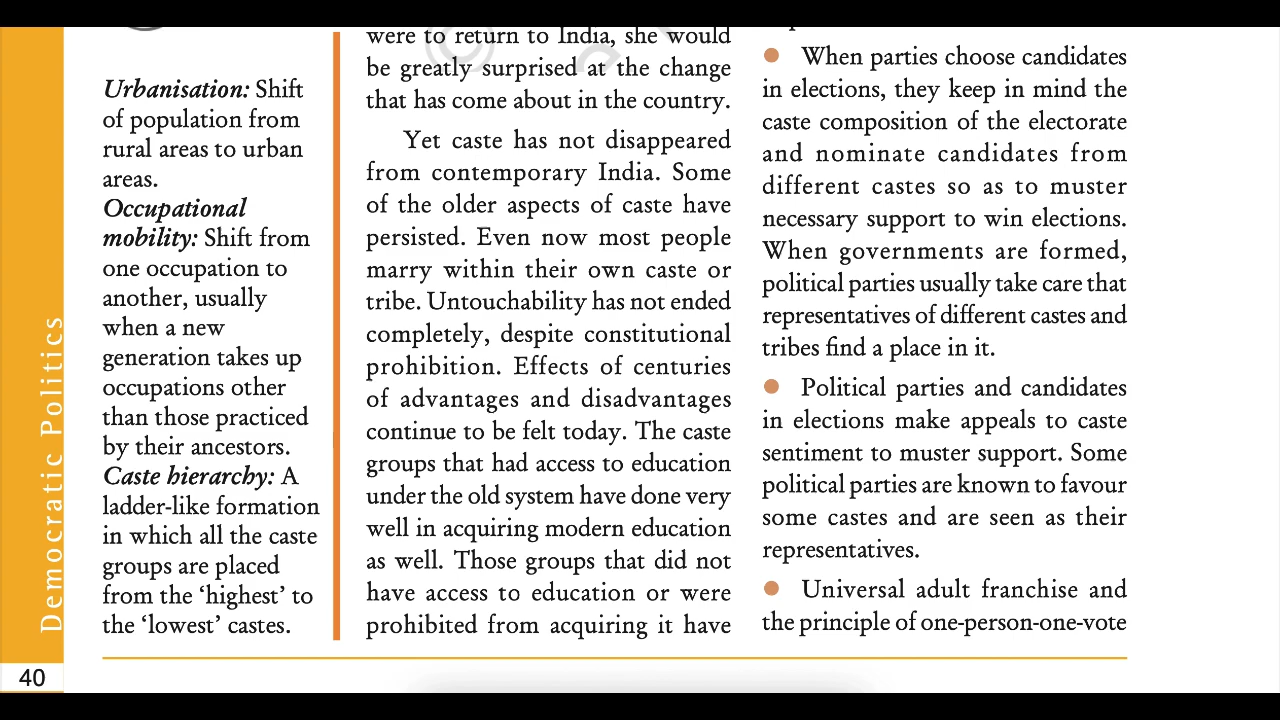 Urbanisation: Shift
of population from
rural areas to urban
areas.
Occupational
mobility: Shift from
one occupation to
another, usually
when a new
generation takes up
occupations other
than those practiced
by their ancestors.
Caste hierarchy: A
ladder-like formation
in which all the caste
groups are placed
from the ‘highest’ to
the ‘lowest’ castes.
were to return to India, she would
be greatly surprised at the change
that has come about in the country.
Yet caste has not disappeared
from contemporary India. Some
of the older aspects of caste have
persisted. Even now most people
marry within their own caste or
tribe. Untouchability has not ended
completely, despite constitutional
prohibition. Effects of centuries
of advantages and disadvantages
continue to be felt today. The caste
groups that had access to education
under the old system have done very
well in acquiring modern education
as well. Those groups that did not
have access to education or were
prohibited from acquiring it have
● When parties choose candidates
in elections, they keep in mind the
caste composition of the electorate
and nominate candidates from
different castes so as to muster
necessary support to win elections.
When governments are formed,
political parties usually take care that
representatives of different castes and
tribes find a place in it.
● Political parties and candidates
in elections make appeals to caste
sentiment to muster support. Some
political parties are known to favour
some castes and are seen as their
representatives.
● Universal adult franchise and
the principle of one-person-one-vote
Democratic Politics
40